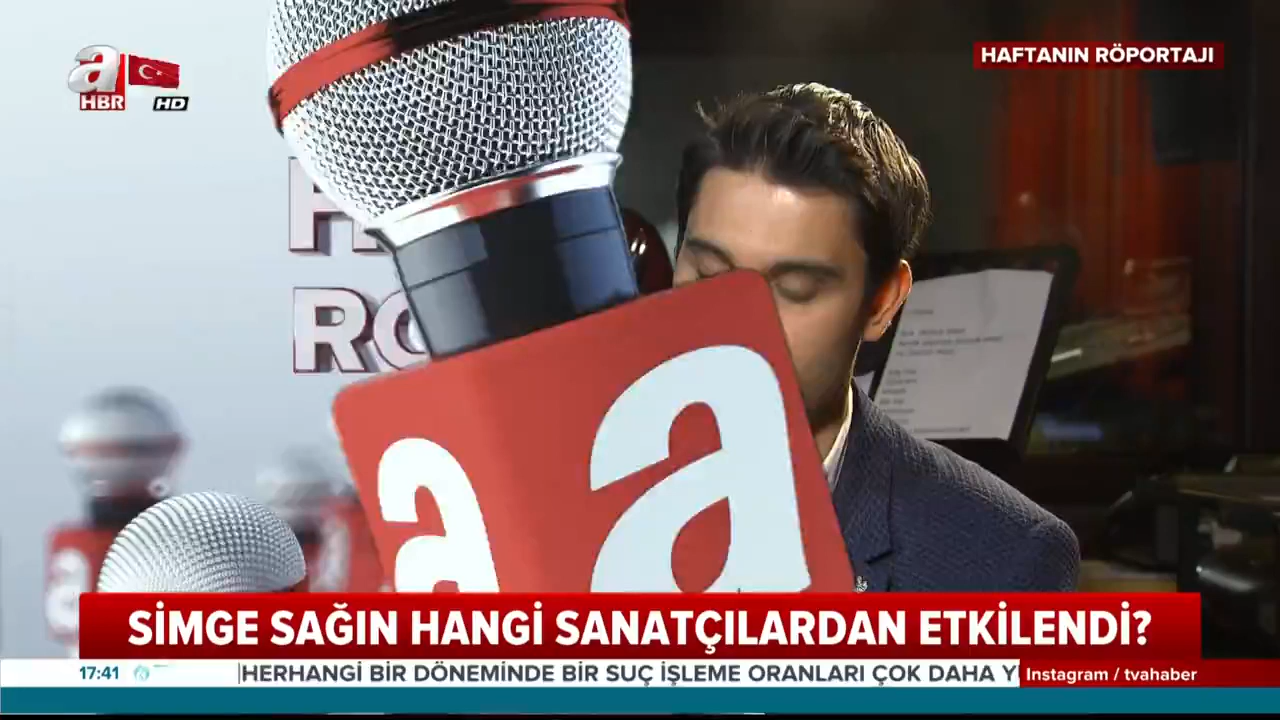 a
HBR
HD
HAFTANIN RÖPORTAJI
a
a
a
SİMGE SAĞIN HANGİ SANATÇILARDAN ETKİLENDİ?
17:41
HERHANGİ BİR DÖNEMİNDE BİR SUÇ İŞLEME ORANLARI ÇOK DAHA
Instagram / tvahaber